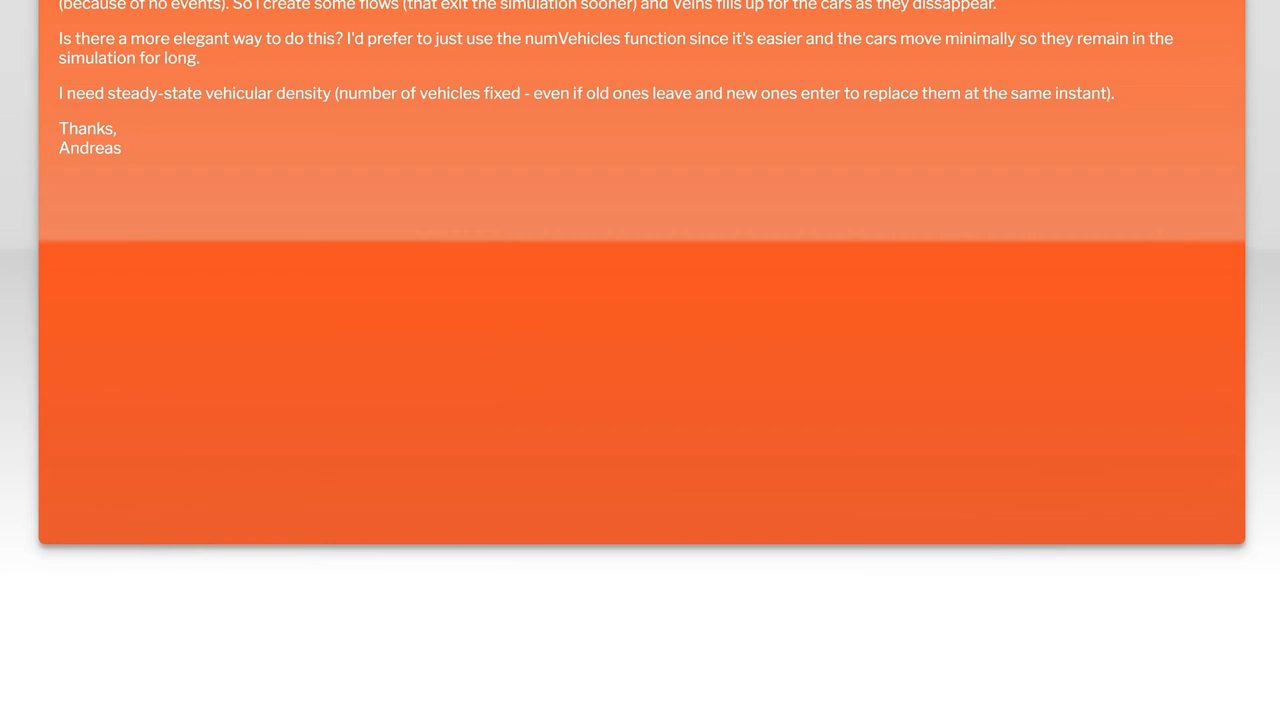 (because of no events). So I create some flows (that exit the simulation sooner) and Veins fills up for the cars as they dissappear.
Is there a more elegant way to do this? I'd prefer to just use the numVehicles function since it's easier and the cars move minimally so they remain in the
simulation for long.
I need steady-state vehicular density (number of vehicles fixed - even if old ones leave and new ones enter to replace them at the same instant).
Thanks,
Andreas